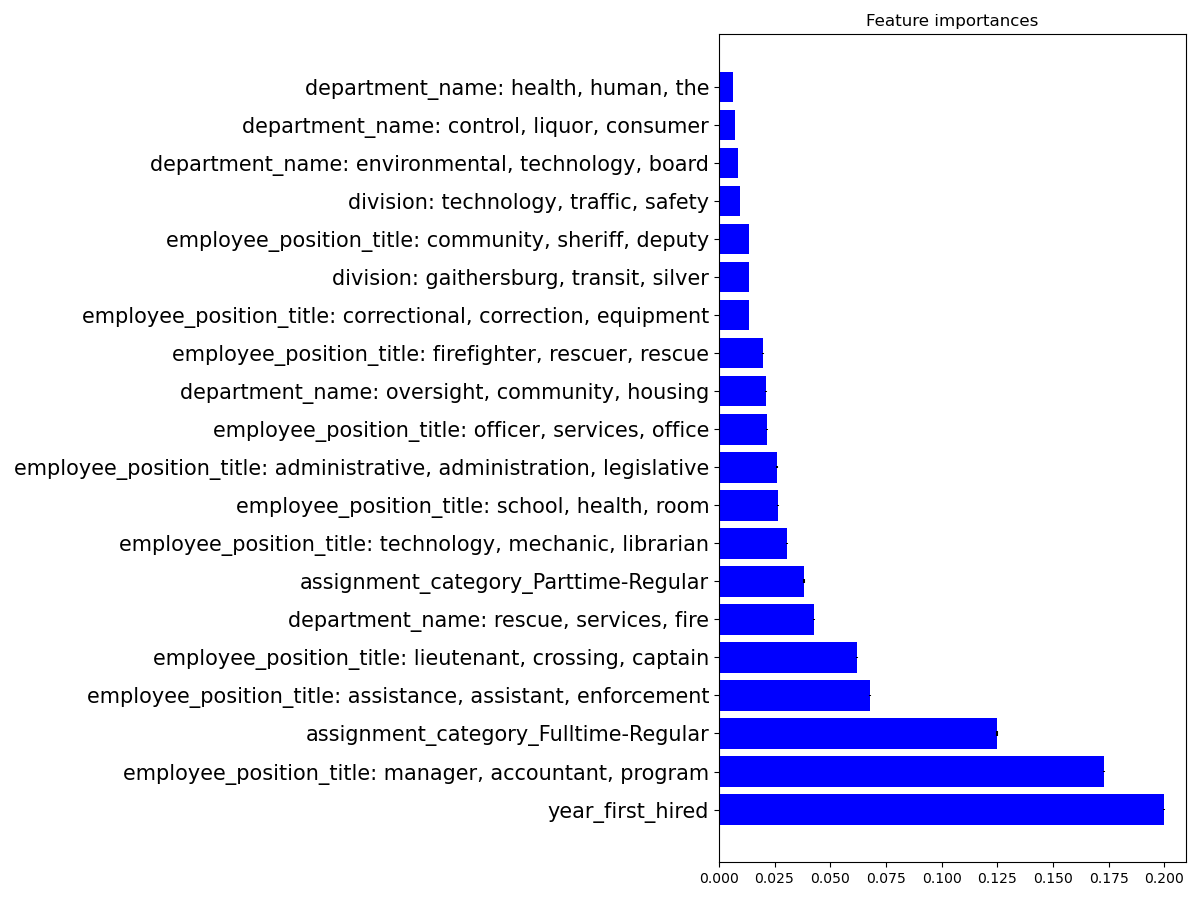 Feature importances
department_name: health, human, the
department_name: control, liquor, consumer
department_name: environmental, technology, board
division: technology, traffic, safety
employee_position_title: community, sheriff, deputy
division: gaithersburg, transit, silver
employee_position_title: correctional, correction, equipment
employee_position_title: firefighter, rescuer, rescue
department_name: oversight, community, housing
employee_position_title: officer, services, office
employee_position_title: administrative, administration, legislative
employee_position_title: school, health, room
employee_position_title: technology, mechanic, librarian
assignment_category_Parttime-Regular
department_name: rescue, services, fire
employee_position_title: lieutenant, crossing, captain
employee_position_title: assistance, assistant, enforcement
assignment_category_Fulltime-Regular
employee_position_title: manager, accountant, program
year_first_hired
0.000 0.025 0.050 0.075 0.100 0.125 0.150 0.175 0.200